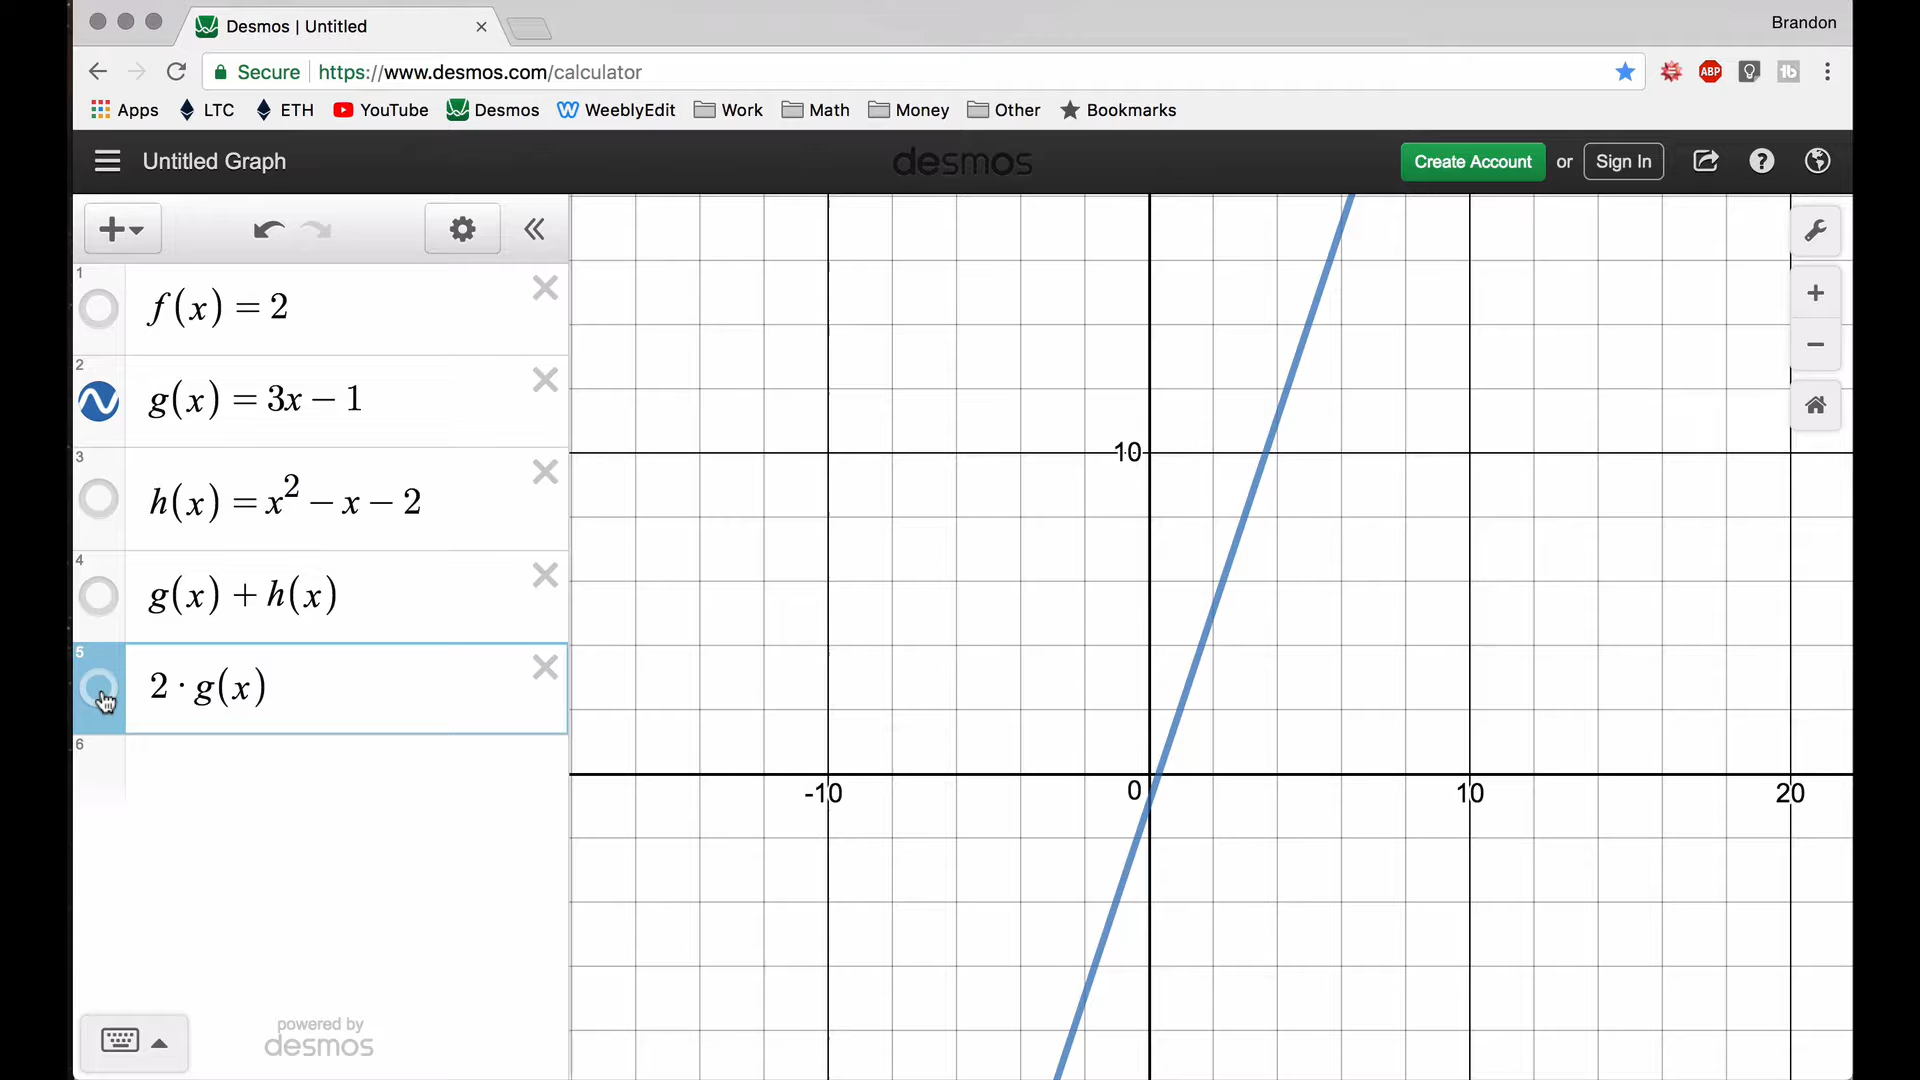 Desmos | Untitled
Brandon
Secure https://www.desmos.com/calculator
ABP
Apps LTC ETH YouTube Desmos WeeblyEdit Work Math Money Other Bookmarks
Untitled Graph desmos Create Account or Sign In
1
f(x) = 2
2
g(x) = 3x − 1
3
h(x) = x² − x − 2
4
g(x) + h(x)
5
2 · g(x)
6
10
-10 0 10 20
powered by
desmos